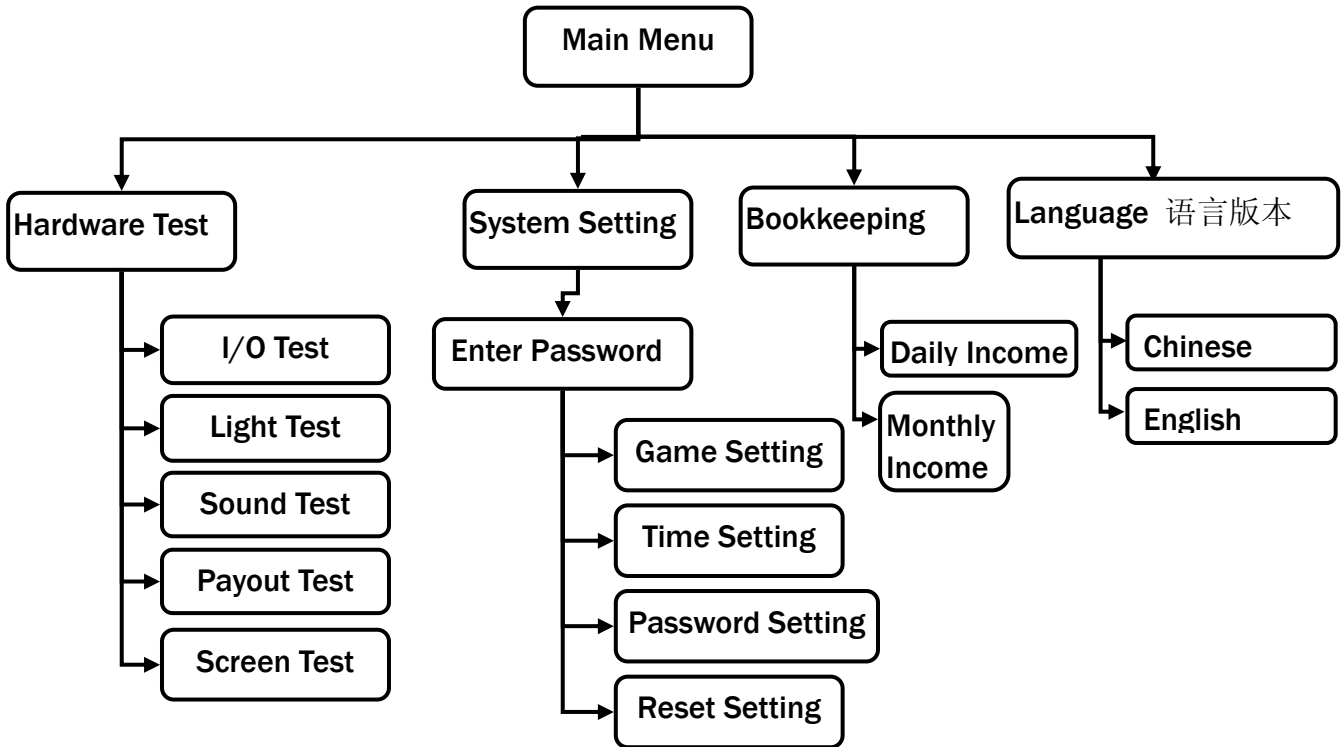 Main Menu
Hardware Test
System Setting
Bookkeeping
Language 语言版本
I/O Test
Light Test
Sound Test
Payout Test
Screen Test
Enter Password
Game Setting
Time Setting
Password Setting
Reset Setting
Daily Income
Monthly
Income
Chinese
English